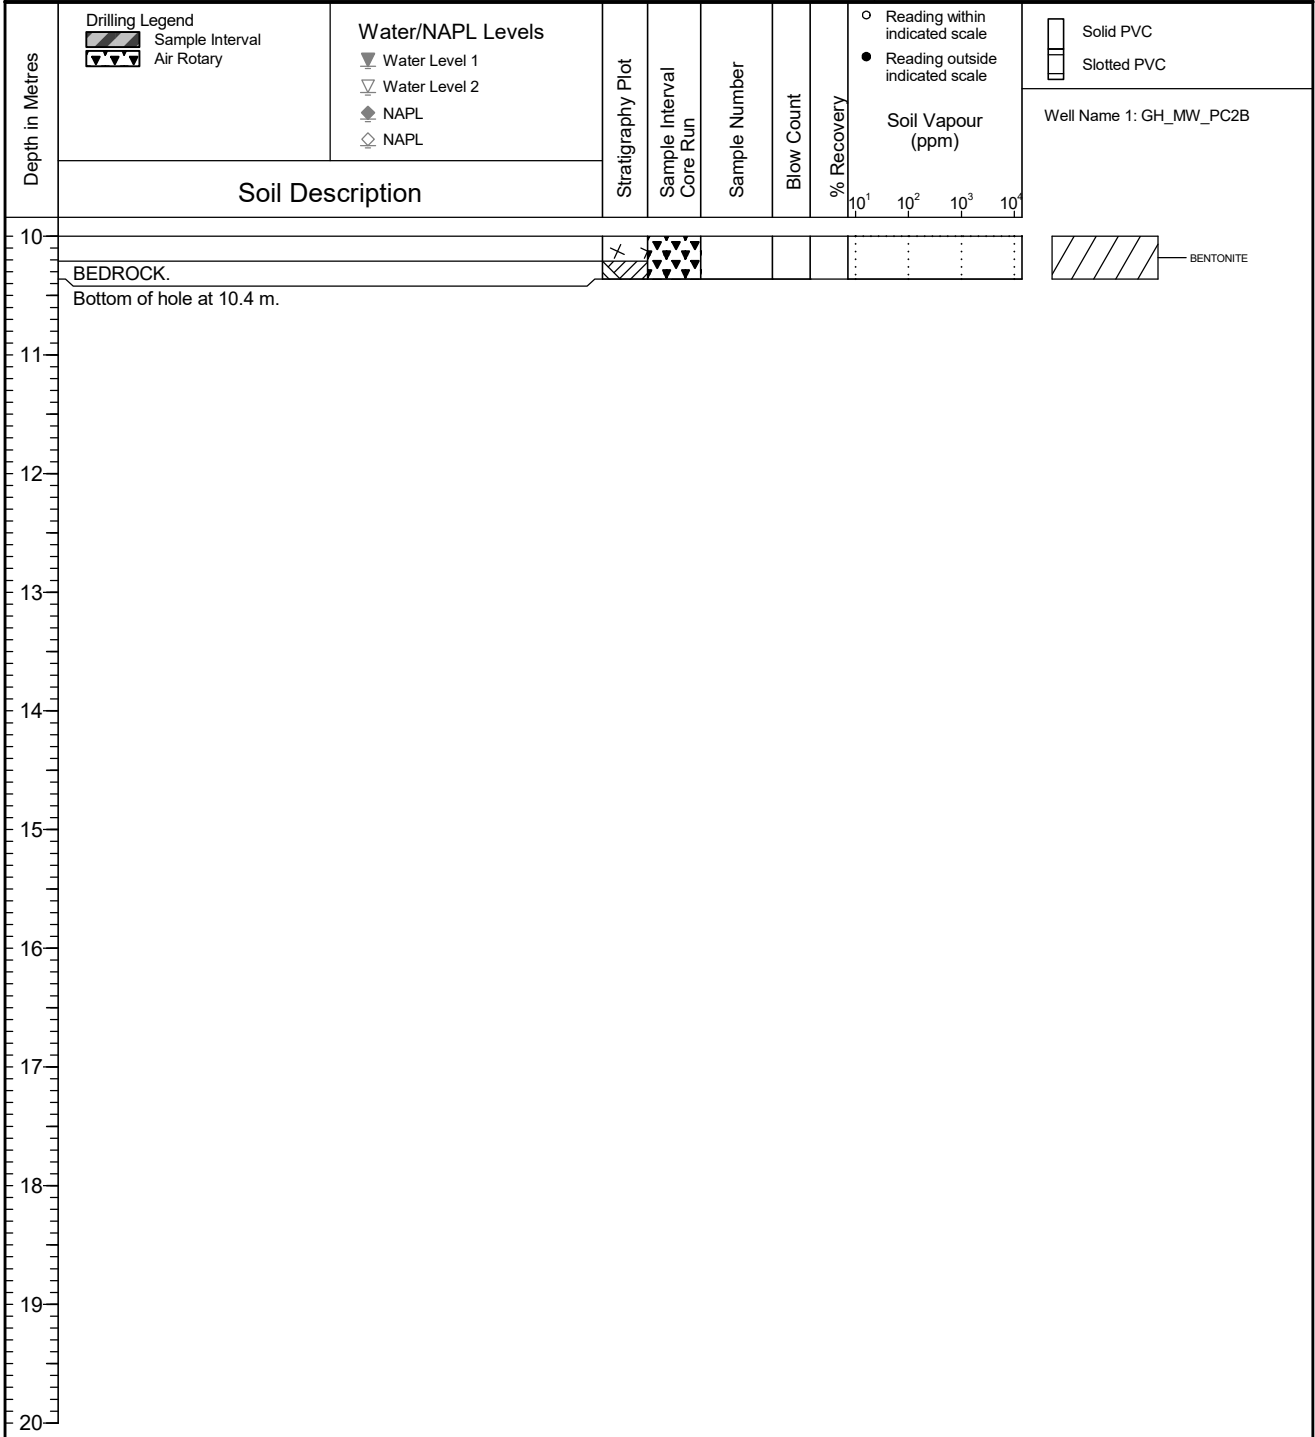 Depth in Metres
Drilling Legend
Sample Interval
Air Rotary
Water/NAPL Levels
Water Level 1
Water Level 2
NAPL
NAPL
Soil Description
Stratigraphy Plot
Sample Interval
Core Run
Sample Number
Blow Count
% Recovery
Reading within
indicated scale
Reading outside
indicated scale
Soil Vapour
(ppm)
10¹ 10² 10³ 10⁴
Solid PVC
Slotted PVC
Well Name 1: GH_MW_PC2B
10
BEDROCK.
Bottom of hole at 10.4 m.
BENTONITE
11
12
13
14
15
16
17
18
19
20